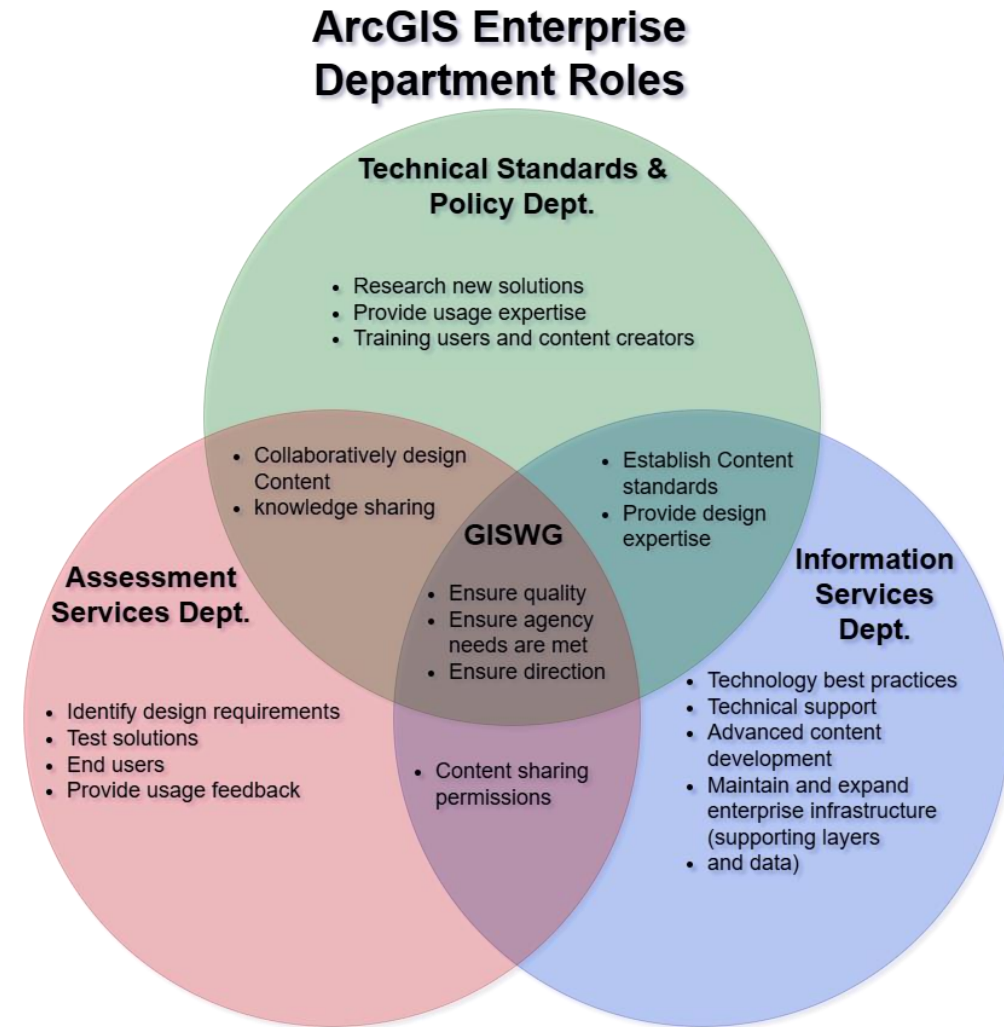 ArcGIS Enterprise
Department Roles
Technical Standards &
Policy Dept.
• Research new solutions
• Provide usage expertise
• Training users and content creators
• Collaboratively design
Content
• knowledge sharing
• Establish Content
standards
• Provide design
expertise
GISWG
• Ensure quality
• Ensure agency
needs are met
• Ensure direction
Assessment
Services Dept.
• Identify design requirements
• Test solutions
• End users
• Provide usage feedback
Information
Services
Dept.
• Technology best practices
• Technical support
• Advanced content
development
• Maintain and expand
enterprise infrastructure
(supporting layers
• and data)
• Content sharing
permissions